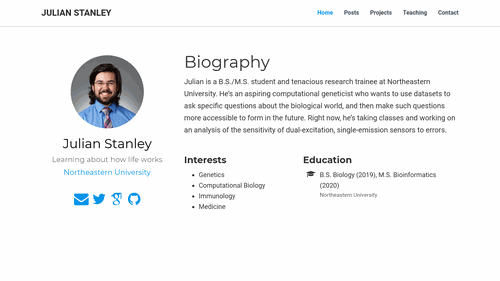 JULIAN STANLEY
Home Posts Projects Teaching Contact
Biography
Julian is a B.S./M.S. student and tenacious research trainee at Northeastern
University. He's an aspiring computational geneticist who wants to use datasets to
ask specific questions about the biological world, and then make such questions
more accessible to form in the future. Right now, he's taking classes and working on
an analysis of the sensitivity of dual-excitation, single-emission sensors to errors.
Julian Stanley
Learning about how life works
Northeastern University
Interests
Genetics
Computational Biology
Immunology
Medicine
Education
B.S. Biology (2019), M.S. Bioinformatics
(2020)
Northeastern University